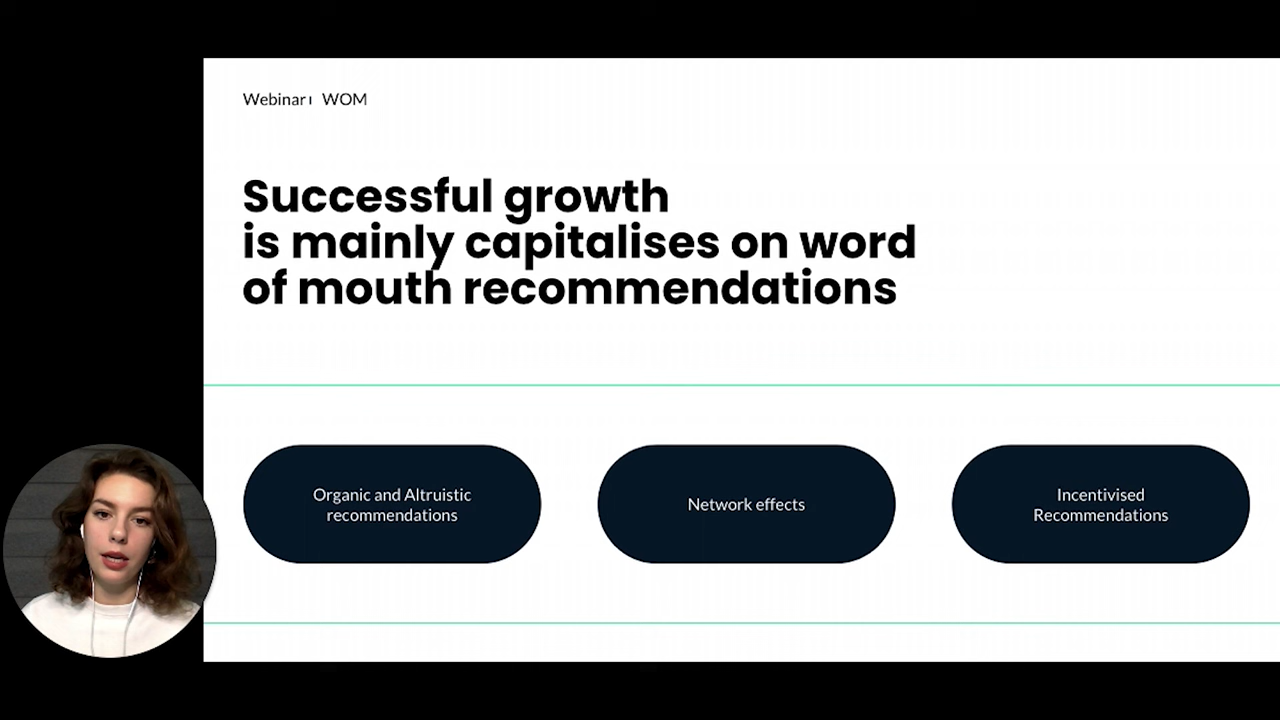 Webinar ı WOM
Successful growth
is mainly capitalises on word
of mouth recommendations
Organic and Altruistic
recommendations
Network effects
Incentivised
Recommendations